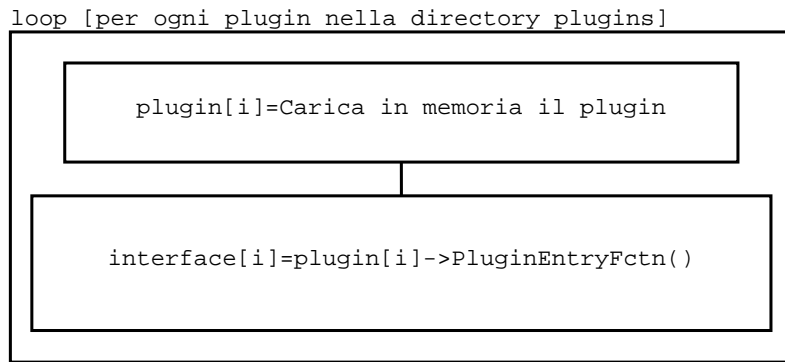 loop [per ogni plugin nella directory plugins]
plugin[i]=Carica in memoria il plugin
interface[i]=plugin[i]->PluginEntryFctn()